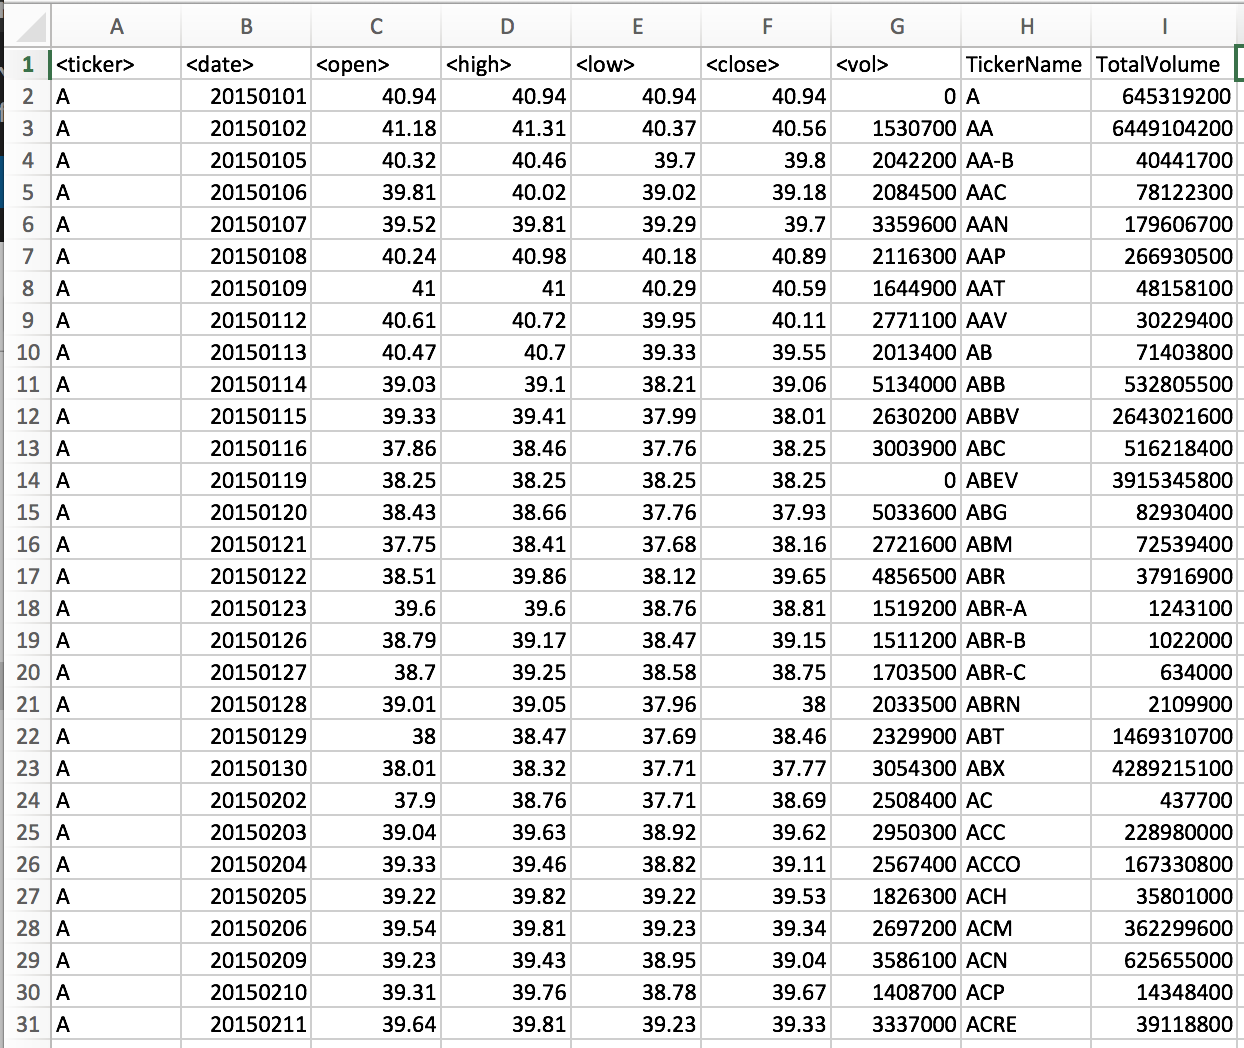 A B C D E F G H I
1 <ticker> <date> <open> <high> <low> <close> <vol> TickerName TotalVolume
2 A 20150101 40.94 40.94 40.94 40.94 0 A 645319200
3 A 20150102 41.18 41.31 40.37 40.56 1530700 AA 6449104200
4 A 20150105 40.32 40.46 39.7 39.8 2042200 AA-B 40441700
5 A 20150106 39.81 40.02 39.02 39.18 2084500 AAC 78122300
6 A 20150107 39.52 39.81 39.29 39.7 3359600 AAN 179606700
7 A 20150108 40.24 40.98 40.18 40.89 2116300 AAP 266930500
8 A 20150109 41 41 40.29 40.59 1644900 AAT 48158100
9 A 20150112 40.61 40.72 39.95 40.11 2771100 AAV 30229400
10 A 20150113 40.47 40.7 39.33 39.55 2013400 AB 71403800
11 A 20150114 39.03 39.1 38.21 39.06 5134000 ABB 532805500
12 A 20150115 39.33 39.41 37.99 38.01 2630200 ABBV 2643021600
13 A 20150116 37.86 38.46 37.76 38.25 3003900 ABC 516218400
14 A 20150119 38.25 38.25 38.25 38.25 0 ABEV 3915345800
15 A 20150120 38.43 38.66 37.76 37.93 5033600 ABG 82930400
16 A 20150121 37.75 38.41 37.68 38.16 2721600 ABM 72539400
17 A 20150122 38.51 39.86 38.12 39.65 4856500 ABR 37916900
18 A 20150123 39.6 39.6 38.76 38.81 1519200 ABR-A 1243100
19 A 20150126 38.79 39.17 38.47 39.15 1511200 ABR-B 1022000
20 A 20150127 38.7 39.25 38.58 38.75 1703500 ABR-C 634000
21 A 20150128 39.01 39.05 37.96 38 2033500 ABRN 2109900
22 A 20150129 38 38.47 37.69 38.46 2329900 ABT 1469310700
23 A 20150130 38.01 38.32 37.71 37.77 3054300 ABX 4289215100
24 A 20150202 37.9 38.76 37.71 38.69 2508400 AC 437700
25 A 20150203 39.04 39.63 38.92 39.62 2950300 ACC 228980000
26 A 20150204 39.33 39.46 38.82 39.11 2567400 ACCO 167330800
27 A 20150205 39.22 39.82 39.22 39.53 1826300 ACH 35801000
28 A 20150206 39.54 39.81 39.23 39.34 2697200 ACM 362299600
29 A 20150209 39.23 39.43 38.95 39.04 3586100 ACN 625655000
30 A 20150210 39.31 39.76 38.78 39.67 1408700 ACP 14348400
31 A 20150211 39.64 39.81 39.23 39.33 3337000 ACRE 39118800